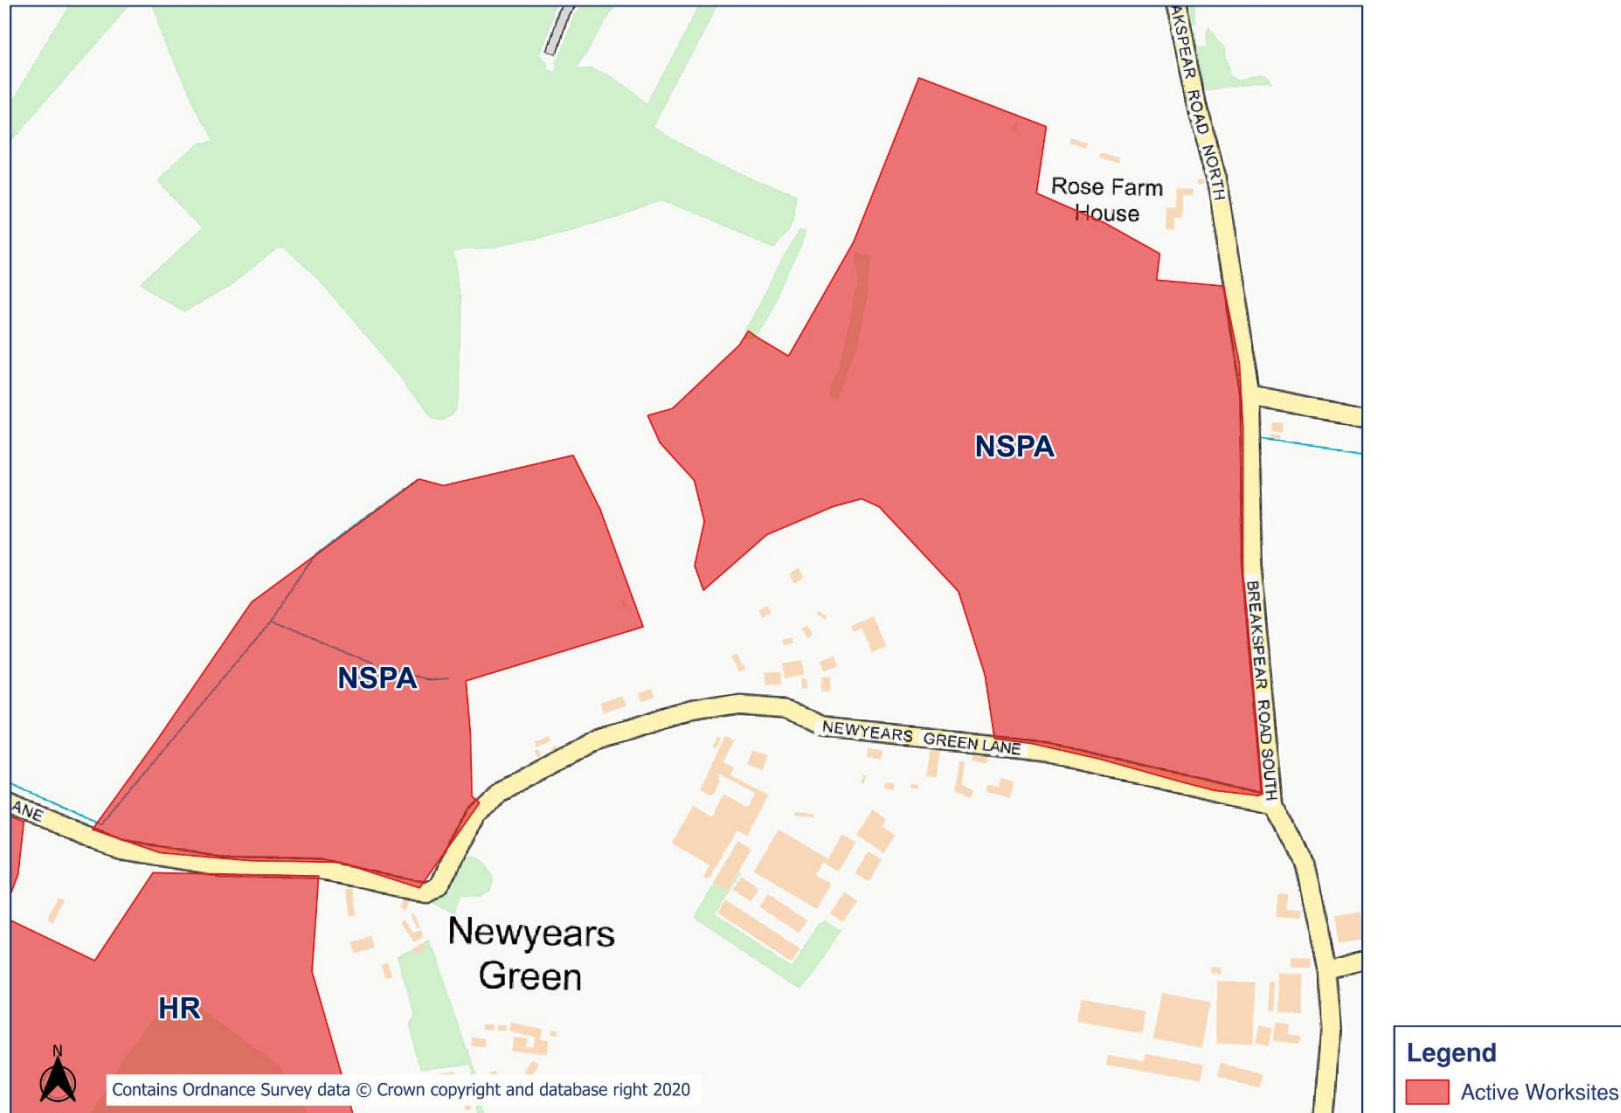 AKSPEAR ROAD NORTH
Rose Farm
House
NSPA
NSPA
BREAKSPEAR ROAD SOUTH
NEWYEARS GREEN LANE
ANE
Newyears
Green
HR
N
Contains Ordnance Survey data © Crown copyright and database right 2020
Legend
Active Worksites